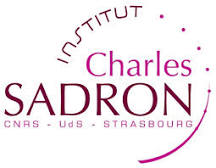 INSTITUT
Charles
SADRON
CNRS - UdS - STRASBOURG